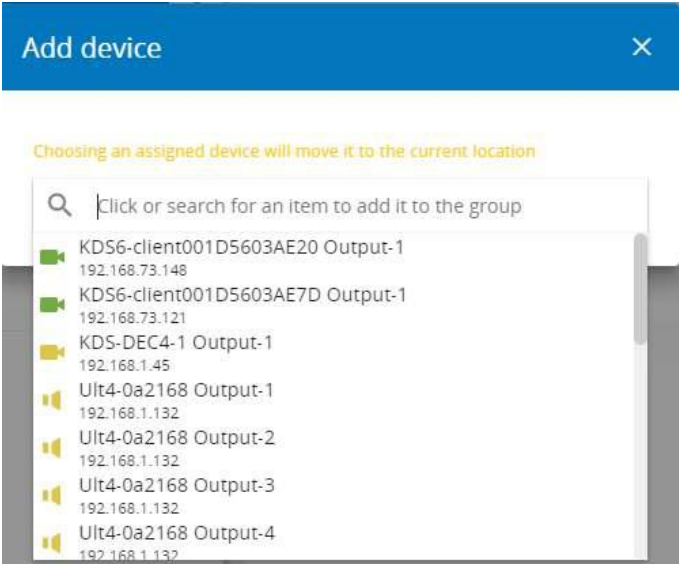 Add device
Choosing an assigned device will move it to the current location
Click or search for an item to add it to the group
KDS6-client001D5603AE20 Output-1
192.168.73.148
KDS6-client001D5603AE7D Output-1
192.168.73.121
KDS-DEC4-1 Output-1
192.168.1.45
Ult4-0a2168 Output-1
192.168.1.132
Ult4-0a2168 Output-2
192.168.1.132
Ult4-0a2168 Output-3
192.168.1.132
Ult4-0a2168 Output-4
192.168.1.132